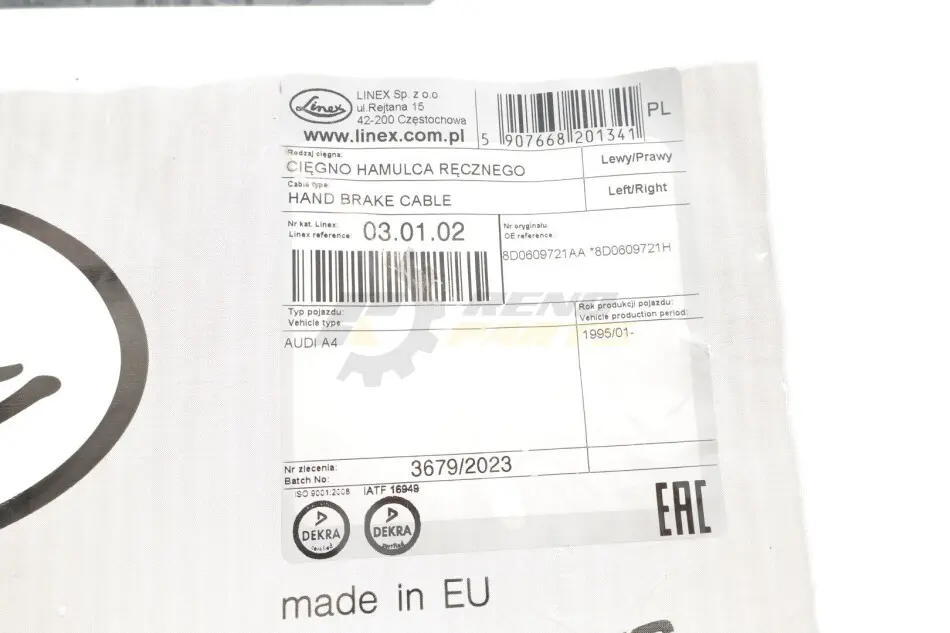 Linex
LINEX Sp. z o.o
ul.Rejtana 15
42-200 Częstochowa
www.linex.com.pl
5 907668 201341
PL
Rodzaj cięgna:
CIĘGNO HAMULCA RĘCZNEGO
Lewy/Prawy
Cable type:
HAND BRAKE CABLE
Left/Right
Nr kat. Linex:
Linex reference
03.01.02
Nr oryginału
OE reference:
8D0609721AA *8D0609721H
Typ pojazdu:
Vehicle type:
Rok produkcji pojazdu:
Vehicle production period:
AUDI A4
1995/01-
Nr zlecenia:
Batch No:
3679/2023
ISO 9001:2008
IATF 16949
DEKRA
DEKRA
EAC
made in EU